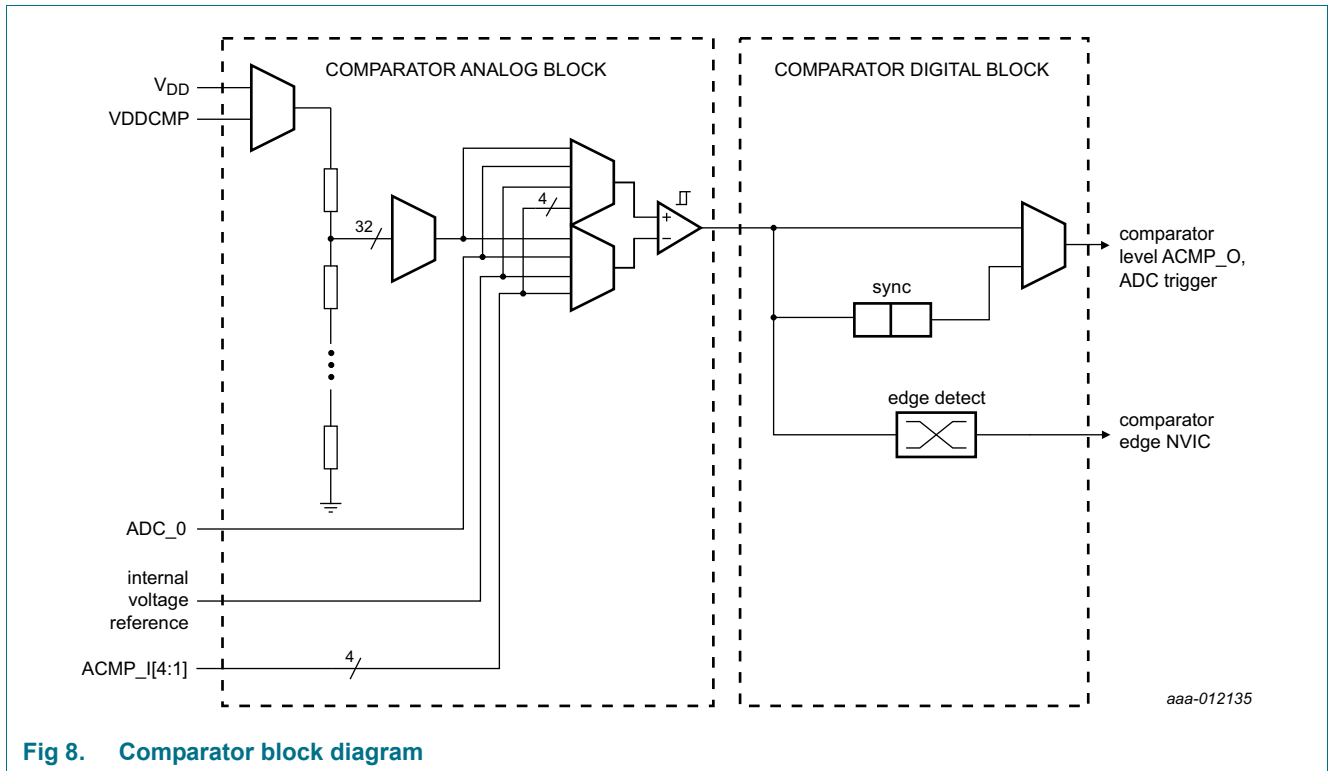 COMPARATOR ANALOG BLOCK
COMPARATOR DIGITAL BLOCK
VDD
VDDCMP
32
4
+
−
sync
edge detect
comparator
level ACMP_O,
ADC trigger
comparator
edge NVIC
ADC_0
internal
voltage
reference
ACMP_I[4:1]
4
aaa-012135
Fig 8. Comparator block diagram